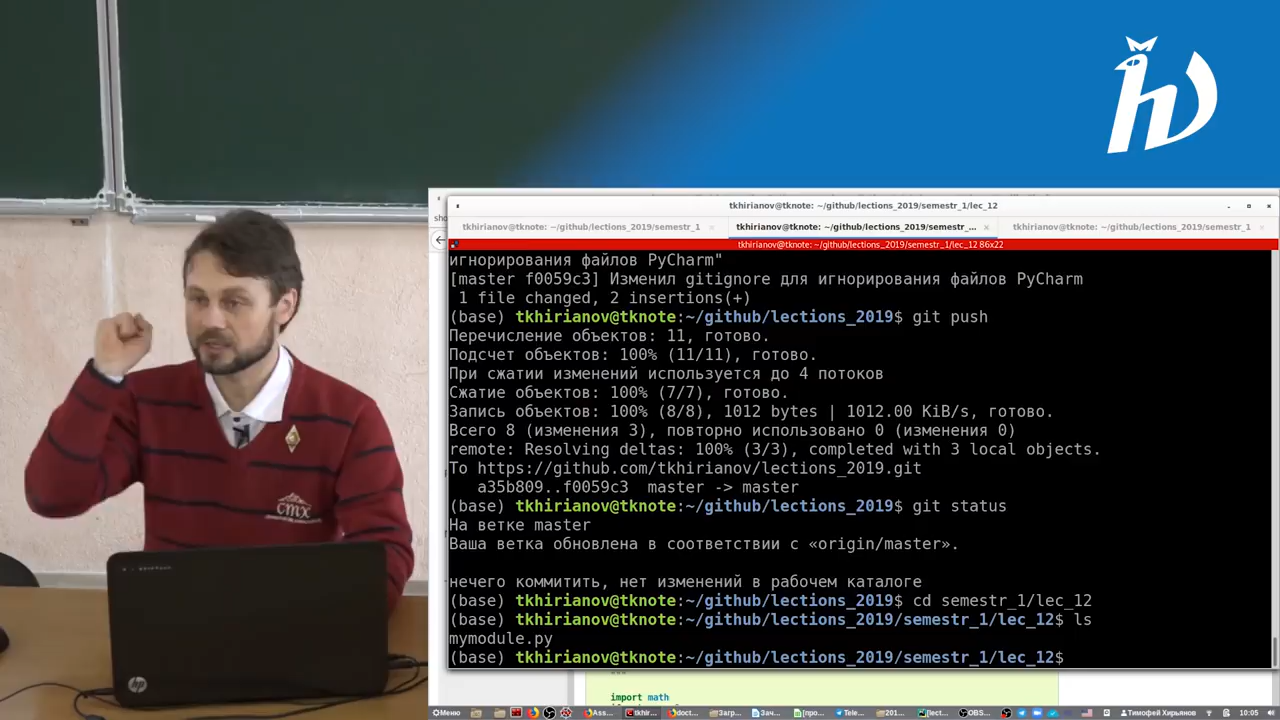 tkhirianov@tknote: ~/github/lections_2019/semestr_1/lec_12
tkhirianov@tknote: ~/github/lections_2019/semestr_1
tkhirianov@tknote: ~/github/lections_2019/semestr_...
tkhirianov@tknote: ~/github/lections_2019/semestr_1
tkhirianov@tknote: ~/github/lections_2019/semestr_1/lec_12 86x22
игнорирования файлов PyCharm"
[master f0059c3] Изменил gitignore для игнорирования файлов PyCharm
1 file changed, 2 insertions(+)
(base) tkhirianov@tknote:~/github/lections_2019$ git push
Перечисление объектов: 11, готово.
Подсчет объектов: 100% (11/11), готово.
При сжатии изменений используется до 4 потоков
Сжатие объектов: 100% (7/7), готово.
Запись объектов: 100% (8/8), 1012 bytes | 1012.00 KiB/s, готово.
Всего 8 (изменения 3), повторно использовано 0 (изменения 0)
remote: Resolving deltas: 100% (3/3), completed with 3 local objects.
To https://github.com/tkhirianov/lections_2019.git
a35b809..f0059c3  master -> master
(base) tkhirianov@tknote:~/github/lections_2019$ git status
На ветке master
Ваша ветка обновлена в соответствии с «origin/master».
нечего коммитить, нет изменений в рабочем каталоге
(base) tkhirianov@tknote:~/github/lections_2019$ cd semestr_1/lec_12
(base) tkhirianov@tknote:~/github/lections_2019/semestr_1/lec_12$ ls
mymodule.py
(base) tkhirianov@tknote:~/github/lections_2019/semestr_1/lec_12$
import math
cmx
hp
Меню
tkhir
Тимофей Хирьянов
10:05